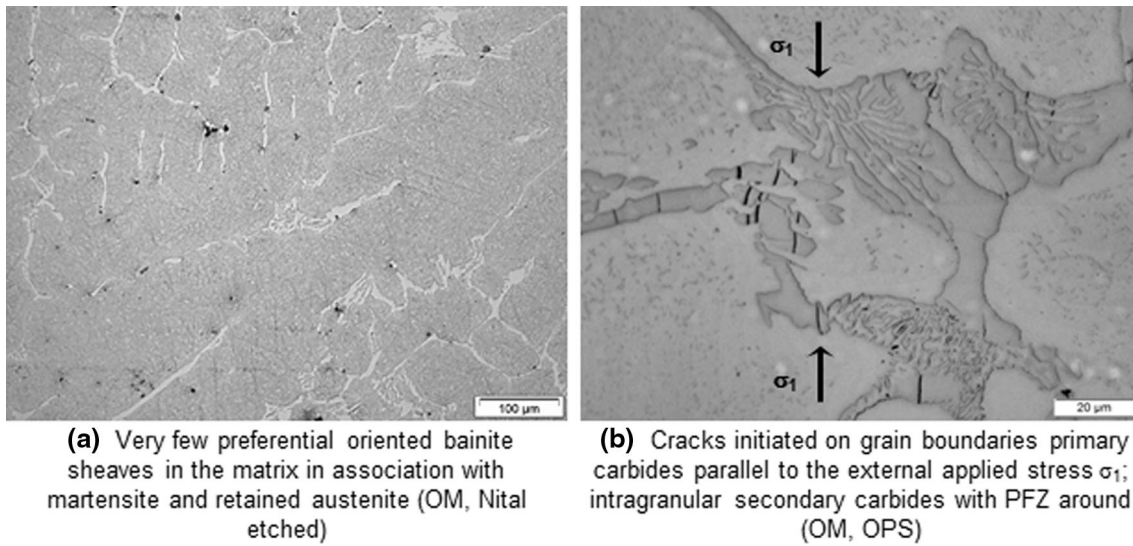 σ1
σ1
100 µm
20 µm
(a) Very few preferential oriented bainite
sheaves in the matrix in association with
martensite and retained austenite (OM, Nital
etched)
(b) Cracks initiated on grain boundaries primary
carbides parallel to the external applied stress σ1;
intragranular secondary carbides with PFZ around
(OM, OPS)